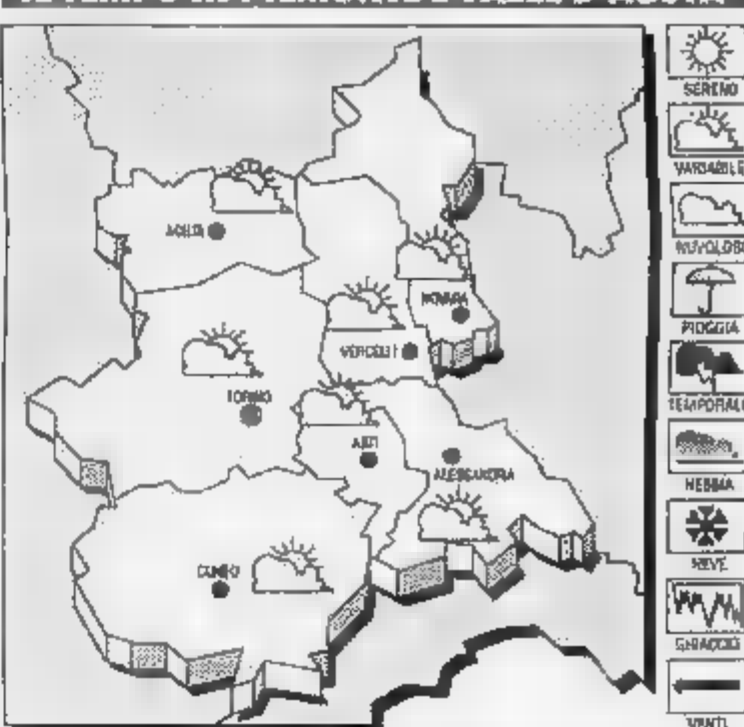 SERENO
VARIABILE
NUVOLOSO
PIOGGIA
TEMPORALE
NEBBIA
NEVE
GHIACCIO
VENTI
AOSTA
NOVARA
VERCELLI
TORINO
ASTI
ALESSANDRIA
CUNEO